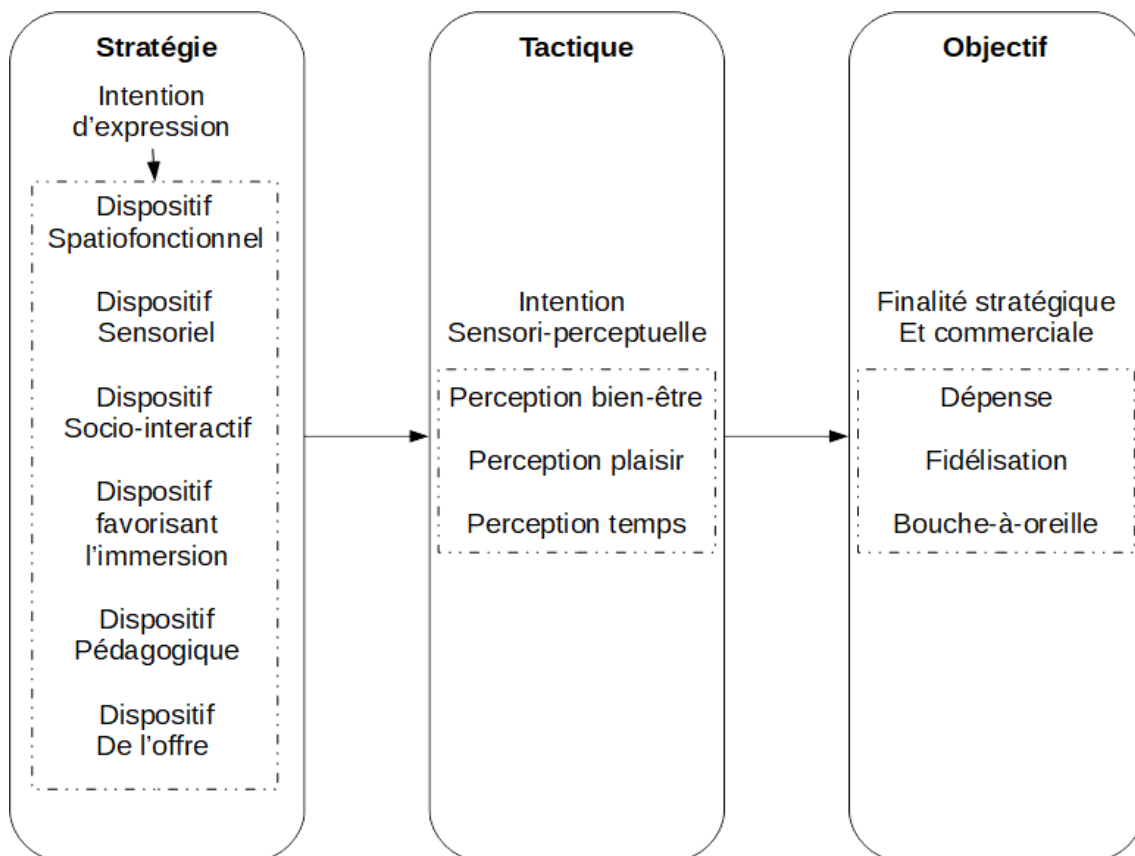 Stratégie
Intention
d’expression
Dispositif
Spatiofonctionnel
Dispositif
Sensoriel
Dispositif
Socio-interactif
Dispositif
favorisant
l’immersion
Dispositif
Pédagogique
Dispositif
De l’offre
Tactique
Intention
Sensori-perceptuelle
Perception bien-être
Perception plaisir
Perception temps
Objectif
Finalité stratégique
Et commerciale
Dépense
Fidélisation
Bouche-à-oreille